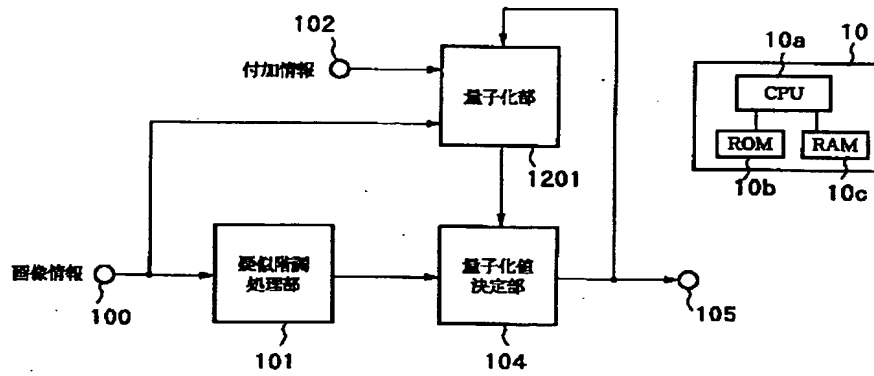 102
付加情報
量子化部
1201
10a
10
CPU
ROM
RAM
10b
10c
画像情報
100
疑似階調
処理部
101
量子化値
決定部
104
105